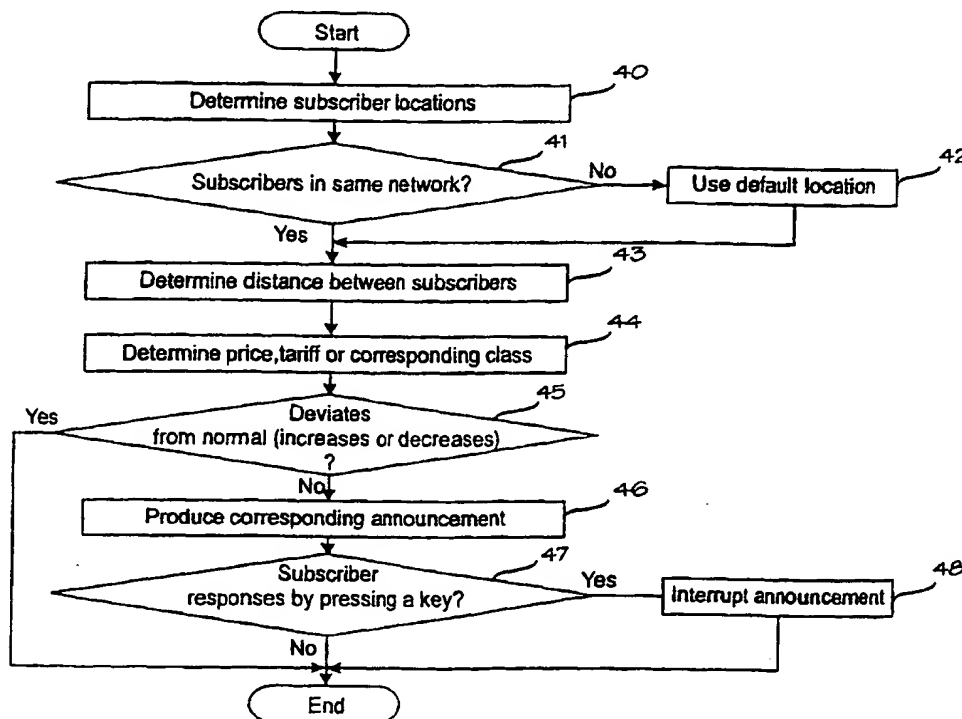 Start
40
Determine subscriber locations
41
Subscribers in same network?
No
42
Use default location
Yes
43
Determine distance between subscribers
44
Determine price,tariff or corresponding class
45
Yes
Deviates
from normal (increases or decreases)
?
No
46
Produce corresponding announcement
47
Subscriber
responses by pressing a key?
Yes
48
Interrupt announcement
No
End